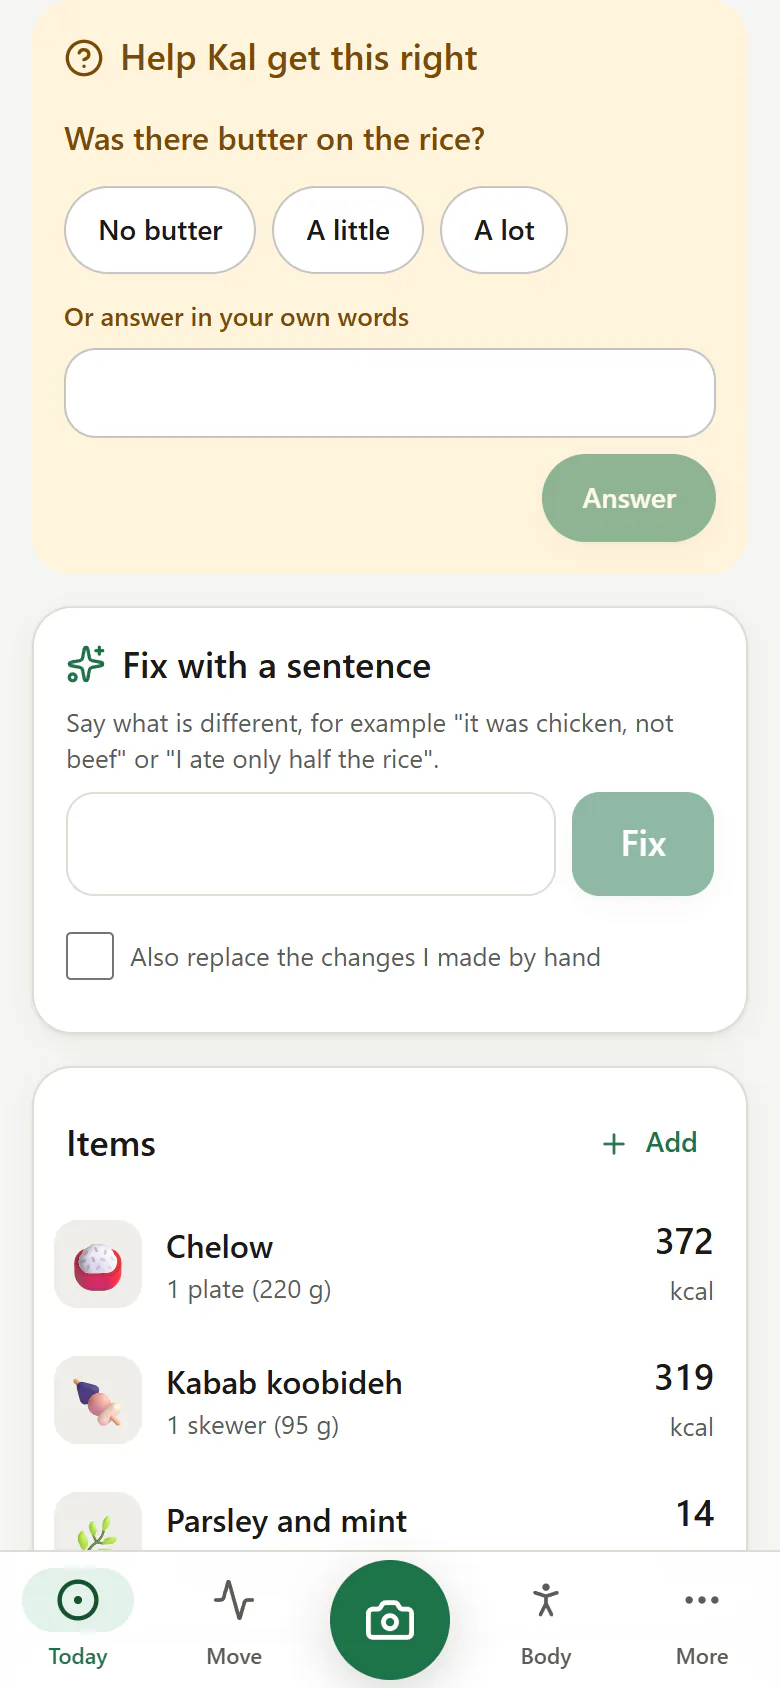 Help Kal get this right
Was there butter on the rice?
No butter
A little
A lot
Or answer in your own words
Answer
Fix with a sentence
Say what is different, for example "it was chicken, not
beef" or "I ate only half the rice".
Fix
Also replace the changes I made by hand
Items
+ Add
Chelow
372
1 plate (220 g)
kcal
Kabab koobideh
319
1 skewer (95 g)
kcal
Parsley and mint
14
Today
Move
Body
More